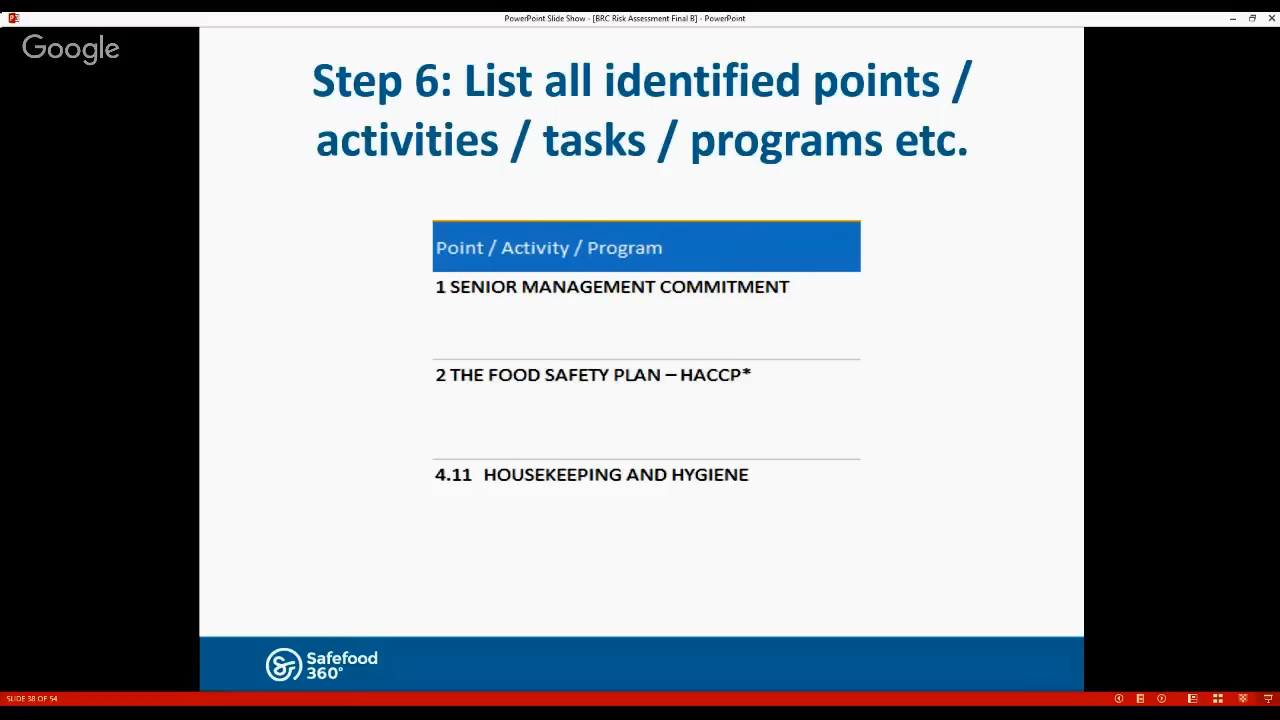 PowerPoint Slide Show - [BRC Risk Assessment Final B] - PowerPoint
Google
Step 6: List all identified points /
activities / tasks / programs etc.
Point / Activity / Program
1 SENIOR MANAGEMENT COMMITMENT
2 THE FOOD SAFETY PLAN – HACCP*
4.11 HOUSEKEEPING AND HYGIENE
Safefood
360°
SLIDE 38 OF 54